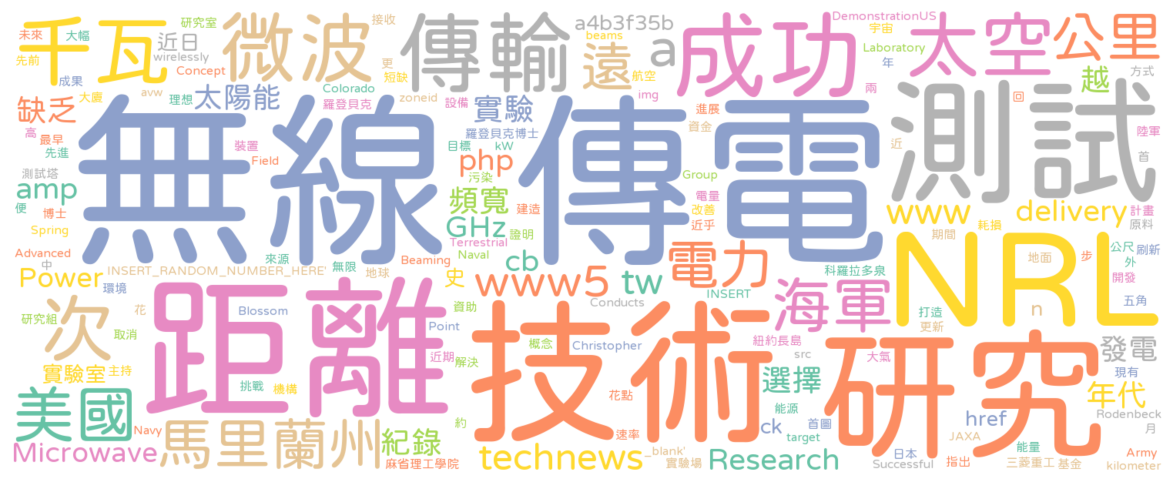 千瓦
微波
傳輸
a4b3f35b
a
遠
成功
DemonstrationUS
宇宙
Laboratory
太空
公里
未來
大幅
先前
近日
wirelessly
研究室
接收
更
短缺
beams
航空
年
兩
越
方式
Concept
成果
大廈
avw
理想
太陽能
Colorado
羅登貝克
zoneid
設備
實驗
img
進展
資金
回
陸軍
首
缺乏
高
最早
先進
裝置
Field
羅登貝克博士
目標
kW
近
無線
傳電
測試
測試塔
amp
便
博士
Spring
php
污染
頻寬
GHz
Group
電量
改善
近乎
建造
證明
Terrestrial
Naval
www
delivery
期間
耗損
計畫
原料
Advanced
中
Power
環境
來源
無限
INSERT_RANDOM_NUMBER_HERE'
地球
Beaming
史
cb
www5
tw
電力
INSERT
科羅拉多泉
地面
步
公尺
外
刷新
開發
五角
NRL
次
距離
花
Blossom
研究組
取消
Point
資助
Conducts
海軍
打造
更新
n
技術
概念
Christopher
紐約長島
src
大氣
研究
發電
現有
實驗室
主持
挑戰
機構
近期
解決
選擇
年代
美國
花點
能源
首圖
href
Rodenbeck
月
Navy
馬里蘭州
紀錄
約
速率
ck
target
JAXA
能量
Microwave
麻省理工學院
technews
_blank'
實驗場
Research
日本
Successful
指出
三菱重工
基金
Army
kilometer